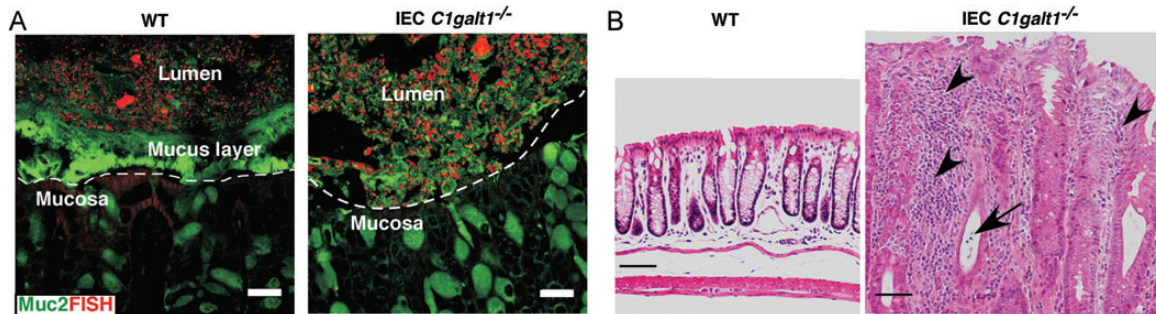 A
WT
IEC C1galt1-/-
Lumen
Mucus layer
Mucosa
Muc2FISH
Lumen
Mucosa
B
WT
IEC C1galt1-/-